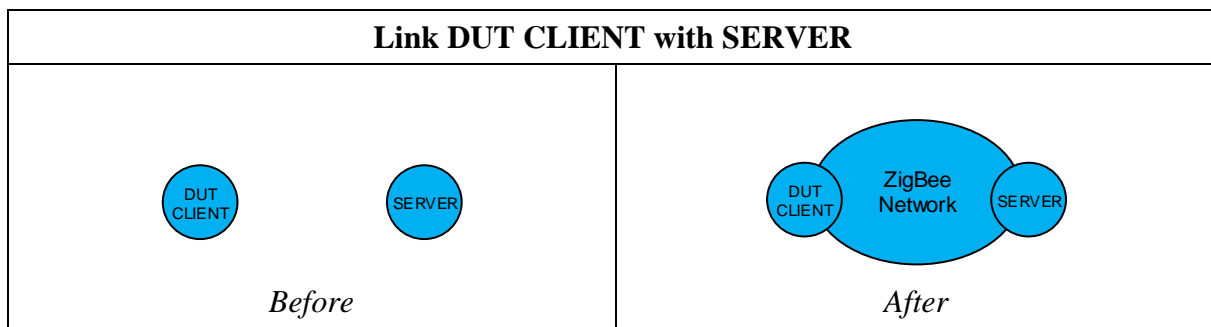 Link DUT CLIENT with SERVER
DUT
CLIENT
SERVER
Before
DUT
CLIENT
ZigBee
Network
SERVER
After